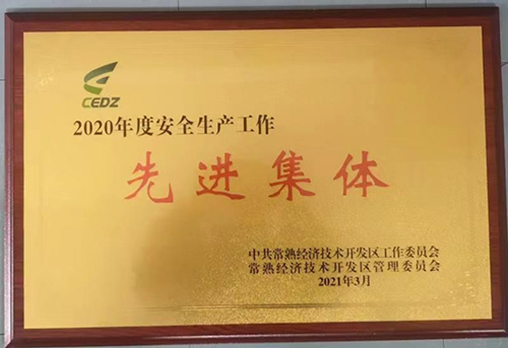 CEDZ
2020年度安全生产工作
先进集体
中共常熟经济技术开发区工作委员会
常熟经济技术开发区管理委员会
2021年3月